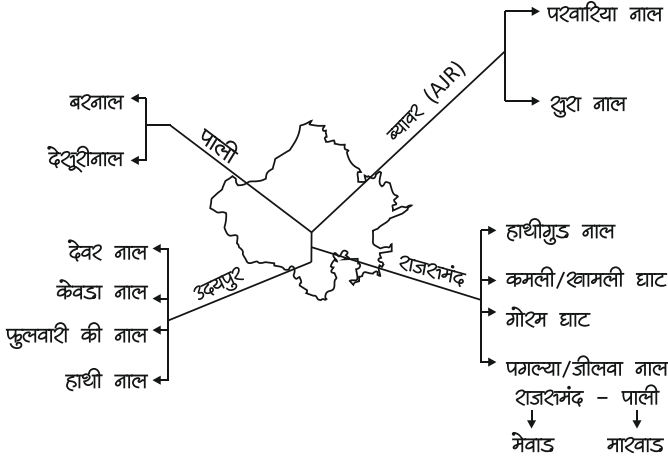 परवारिया नाल
ब्यावर (AJR)
सुरा नाल
बरनाल
पाली
देसूरीनाल
हाथीगुड नाल
देवर नाल
राजसमंद
केवडा नाल
उदयपुर
कमली/खामली घाट
गोरम घाट
फुलवारी की नाल
हाथी नाल
पगल्या/जीलवा नाल
राजसमंद – पाली
मेवाड मारवाड